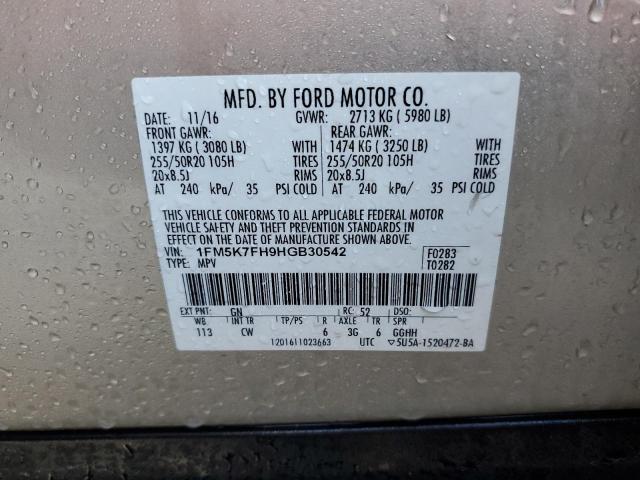 MFD. BY FORD MOTOR CO.
DATE: 11/16 GVWR: 2713 KG ( 5980 LB)
FRONT GAWR: REAR GAWR:
1397 KG ( 3080 LB) WITH 1474 KG ( 3250 LB) WITH
255/50R20 105H TIRES 255/50R20 105H TIRES
20x8.5J RIMS 20x8.5J RIMS
AT 240 kPa/ 35 PSI COLD AT 240 kPa/ 35 PSI COLD
THIS VEHICLE CONFORMS TO ALL APPLICABLE FEDERAL MOTOR
VEHICLE SAFETY AND THEFT PREVENTION STANDARDS IN
EFFECT ON THE DATE OF MANUFACTURE SHOWN ABOVE.
VIN: 1FM5K7FH9HGB30542 F0283
TYPE: MPV T0282
EXT PNT: GN RC: 52 DSO:
WB INT TR TP/PS R AXLE TR SPR
113 CW 6 3G 6 GGHH
1201611023663 UTC ▽5U5A-1520472-BA